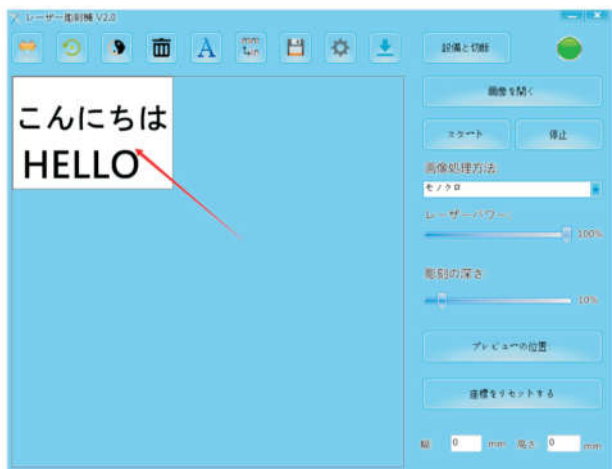 レーザー彫刻機 V2.0
A
mm
in
設備と切断
画像を開く
スタート
停止
こんにちは
HELLO
画像処理方法:
モノクロ
レーザーパワー:
100%
彫刻の深さ
10%
プレビューの位置
座標をリセットする
幅: 0 mm 高さ: 0 mm